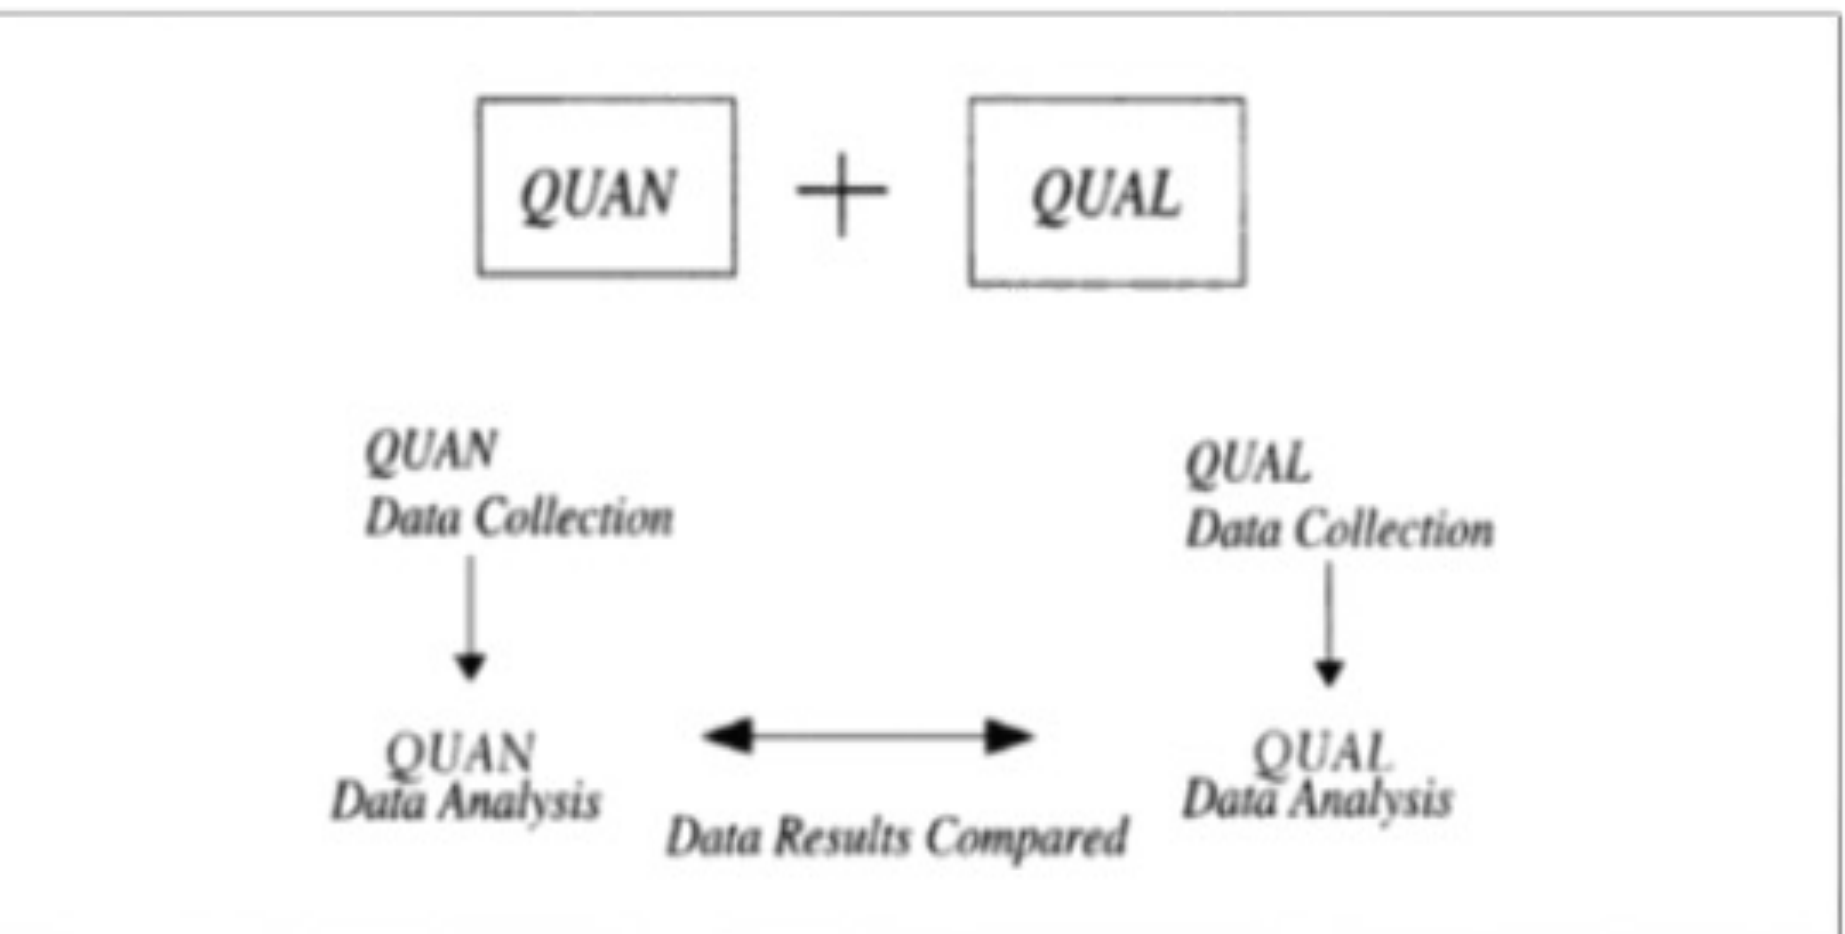 QUAN + QUAL
QUAN
Data Collection
QUAL
Data Collection
QUAN
Data Analysis
QUAL
Data Analysis
Data Results Compared